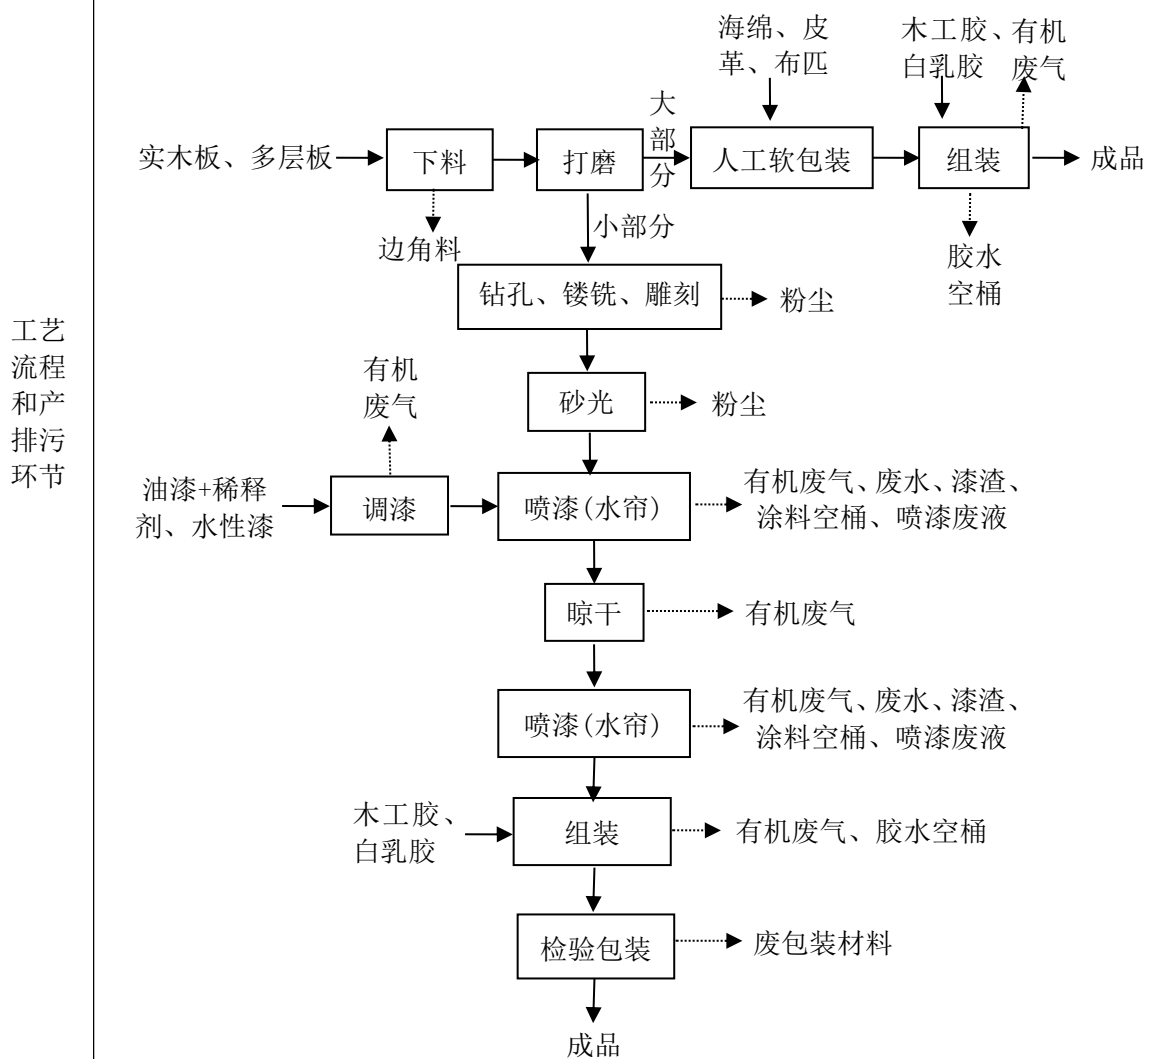 工艺
流程
和产
排污
环节
海绵、皮
革、布匹
木工胶、
白乳胶
有机
废气
实木板、多层板
下料
打磨
大
部
分
人工软包装
组装
成品
边角料
小部分
胶水
空桶
钻孔、镂铣、雕刻
粉尘
有机
废气
砂光
粉尘
油漆+稀释
剂、水性漆
调漆
喷漆(水帘)
有机废气、废水、漆渣、
涂料空桶、喷漆废液
晾干
有机废气
喷漆(水帘)
有机废气、废水、漆渣、
涂料空桶、喷漆废液
木工胶、
白乳胶
组装
有机废气、胶水空桶
检验包装
废包装材料
成品